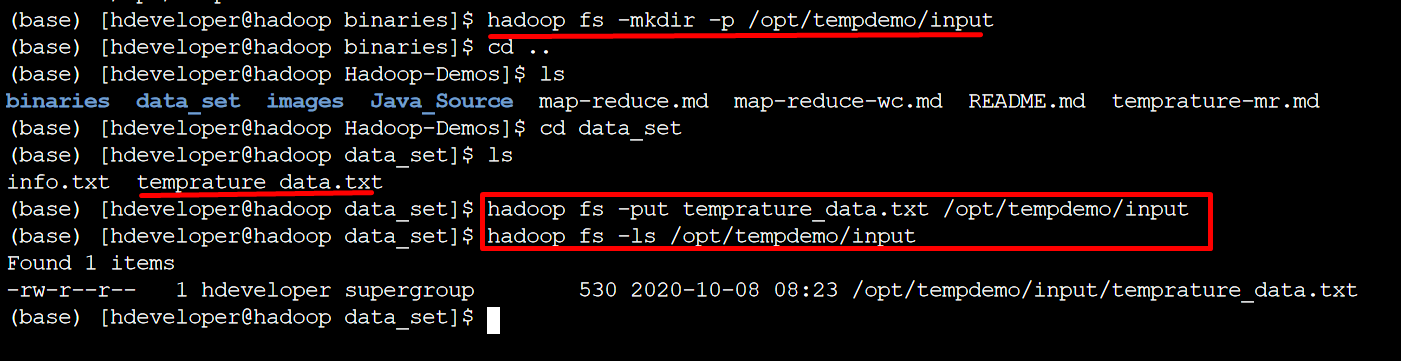 (base) [hdeveloper@hadoop binaries]$ hadoop fs -mkdir -p /opt/tempdemo/input
(base) [hdeveloper@hadoop binaries]$ cd ..
(base) [hdeveloper@hadoop Hadoop-Demos]$ ls
binaries  data_set  images  Java_Source  map-reduce.md  map-reduce-wc.md  README.md  temprature-mr.md
(base) [hdeveloper@hadoop Hadoop-Demos]$ cd data_set
(base) [hdeveloper@hadoop data_set]$ ls
info.txt  temprature_data.txt
(base) [hdeveloper@hadoop data_set]$ hadoop fs -put temprature_data.txt /opt/tempdemo/input
(base) [hdeveloper@hadoop data_set]$ hadoop fs -ls /opt/tempdemo/input
Found 1 items
-rw-r--r--   1 hdeveloper supergroup        530 2020-10-08 08:23 /opt/tempdemo/input/temprature_data.txt
(base) [hdeveloper@hadoop data_set]$